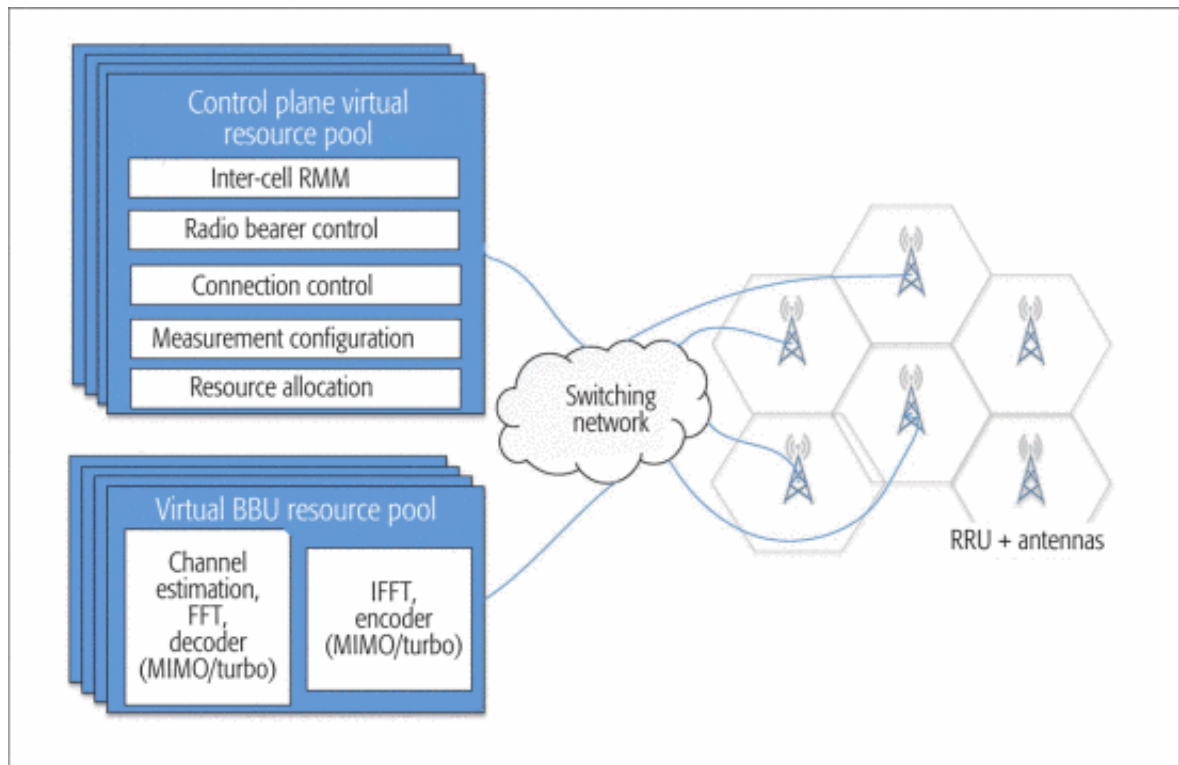 Control plane virtual
resource pool
Inter-cell RMM
Radio bearer control
Connection control
Measurement configuration
Resource allocation
Switching
network
RRU + antennas
Virtual BBU resource pool
Channel
estimation,
FFT,
decoder
(MIMO/turbo)
IFFT,
encoder
(MIMO/turbo)